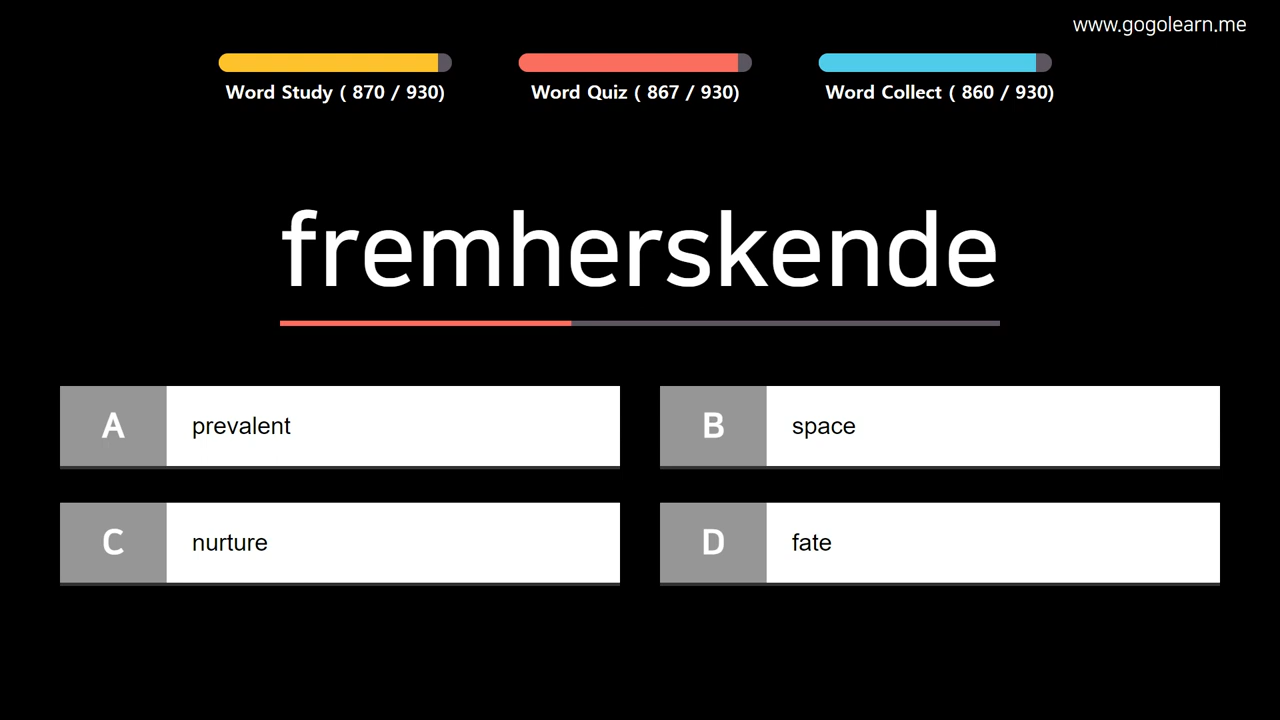 www.gogolearn.me
Word Study ( 870 / 930)
Word Quiz ( 867 / 930)
Word Collect ( 860 / 930)
fremherskende
A prevalent
B space
C nurture
D fate